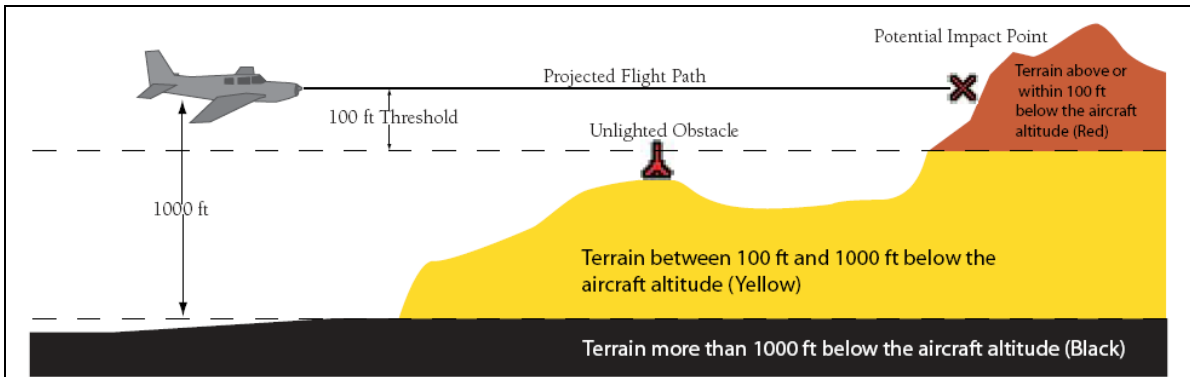 Potential Impact Point
Projected Flight Path
Terrain above or
within 100 ft
below the aircraft
altitude (Red)
100 ft Threshold
Unlighted Obstacle
1000 ft
Terrain between 100 ft and 1000 ft below the
aircraft altitude (Yellow)
Terrain more than 1000 ft below the aircraft altitude (Black)